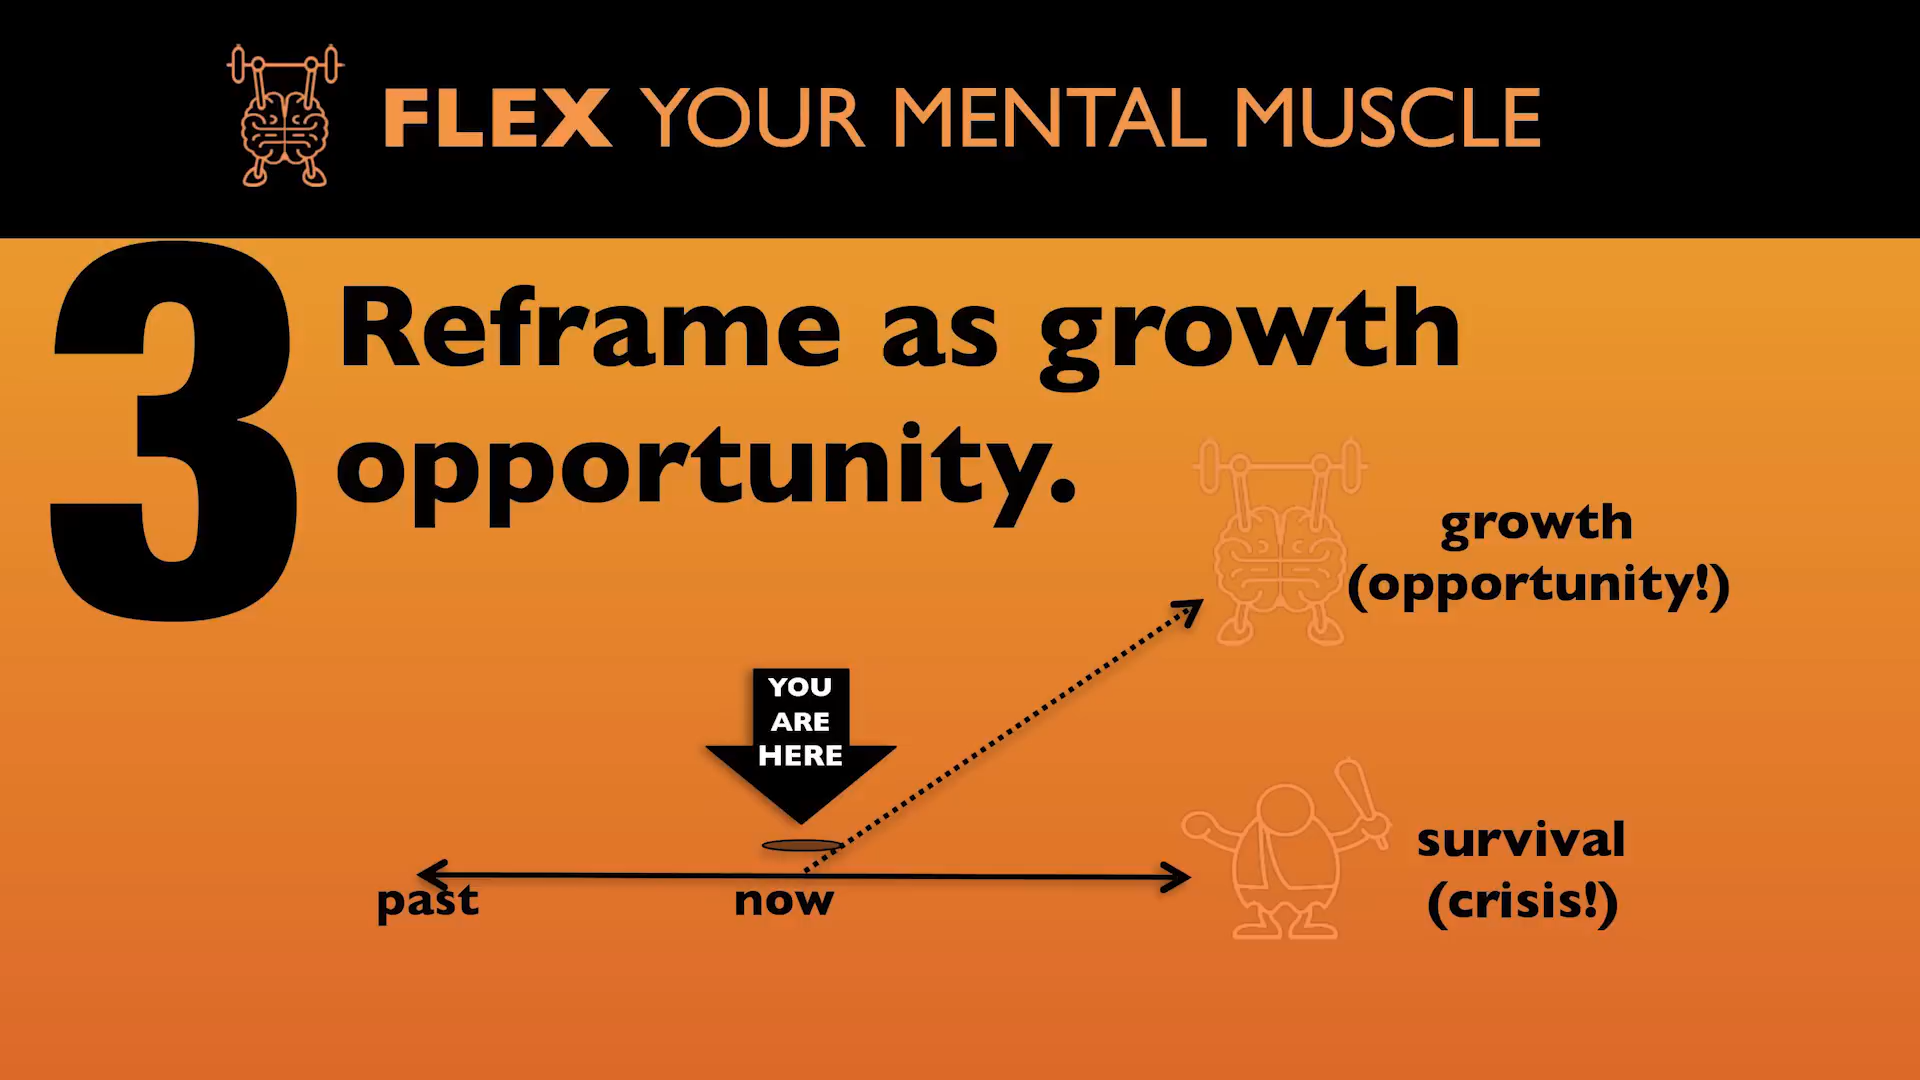 FLEX YOUR MENTAL MUSCLE
3
Reframe as growth
opportunity.
growth
(opportunity!)
YOU
ARE
HERE
survival
(crisis!)
past
now